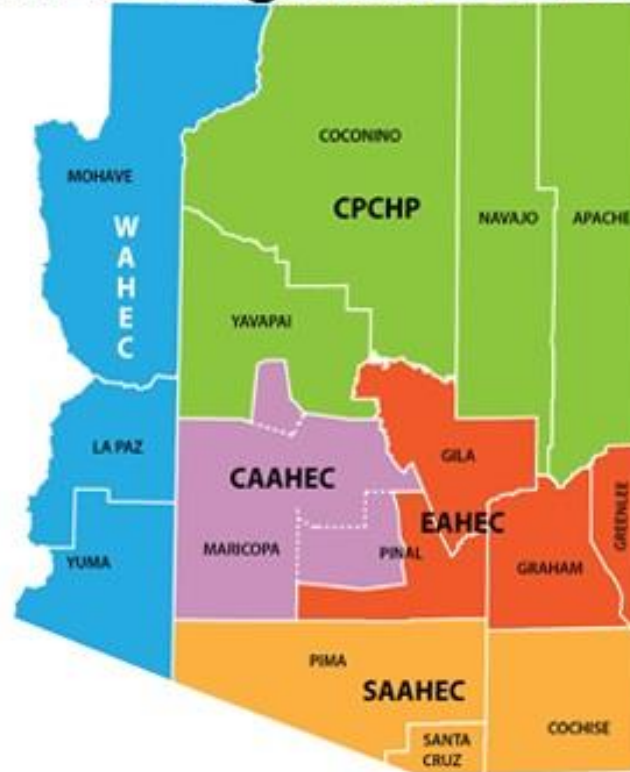 COCONINO
MOHAVE
CPCHP
NAVAJO
APACHE
WAHEC
YAVAPAI
LA PAZ
GILA
CAAHEC
GREENLEE
EAHEC
MARICOPA
PINAL
YUMA
GRAHAM
PIMA
SAAHEC
COCHISE
SANTA
CRUZ